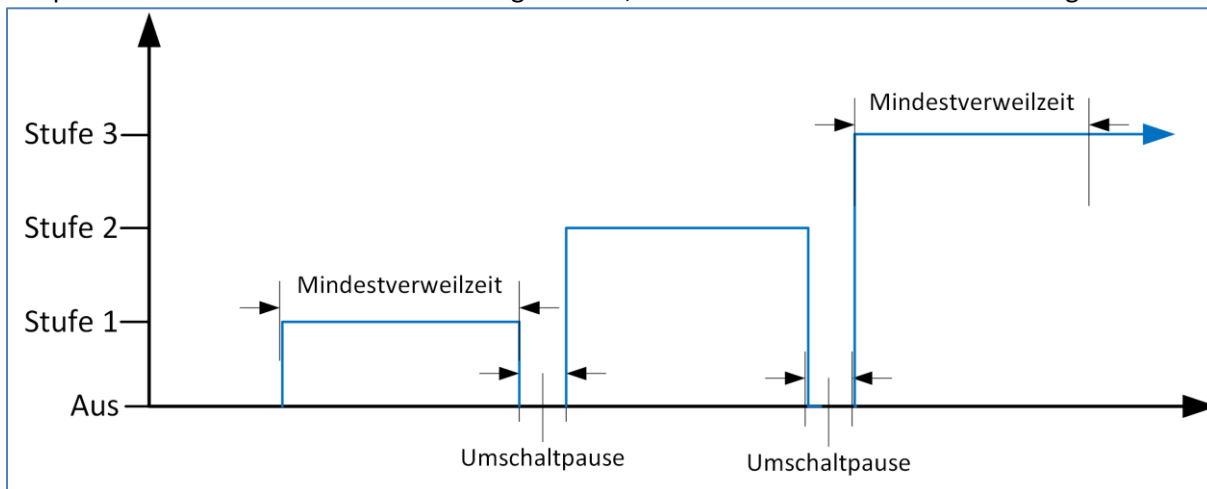 Mindestverweilzeit
Stufe 3
Stufe 2
Mindestverweilzeit
Stufe 1
Aus
Umschaltpause
Umschaltpause